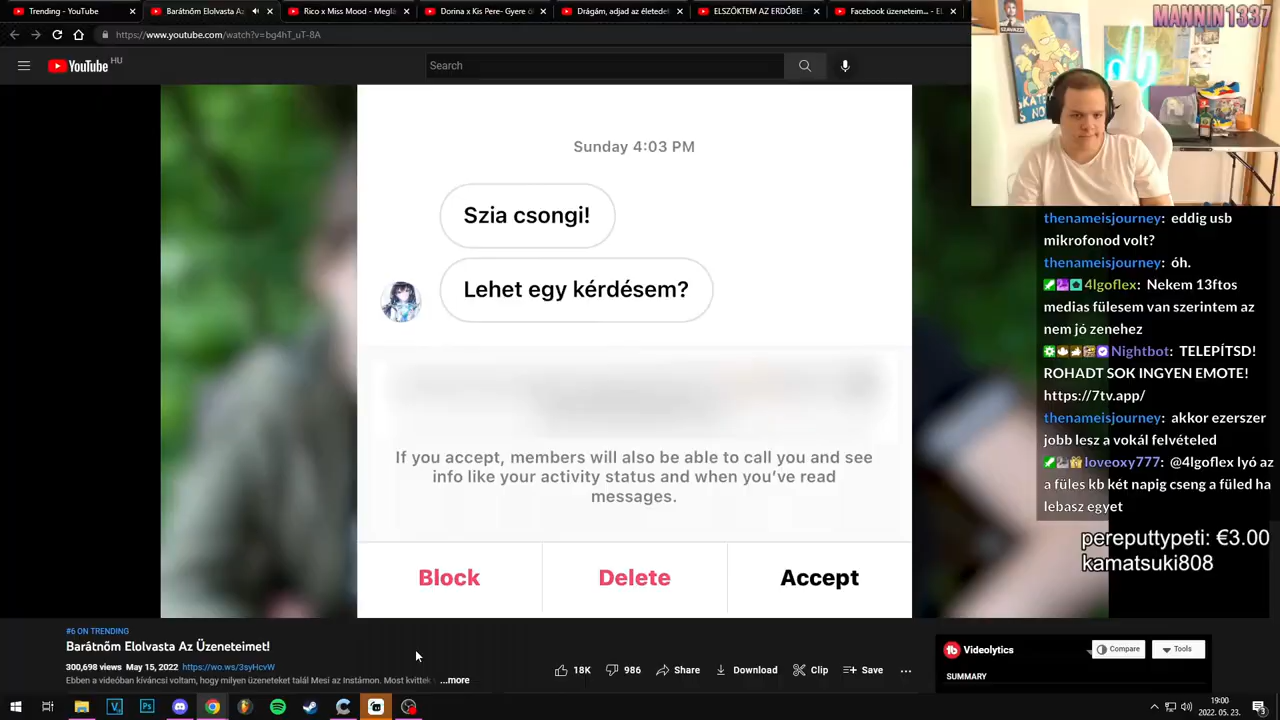 Trending - YouTube
Barátnőm Elolvasta Az
Rico x Miss Mood - Megl
Dorina x Kis Pere- Gyere
Drágám, adjad az életedet
ELSZÖKTEM AZ ERDŐBE!
Facebook üzeneteim... - EL
https://www.youtube.com/watch?v=bg4hT_uT-8A
YouTube HU
Search
MANNIN1337
Sunday 4:03 PM
Szia csongi!
Lehet egy kérdésem?
If you accept, members will also be able to call you and see
info like your activity status and when you've read
messages.
Block
Delete
Accept
thenameisjourney: eddig usb
mikrofonod volt?
thenameisjourney: óh.
4lgoflex: Nekem 13ftos
medias fülesem van szerintem az
nem jó zenehez
Nightbot: TELEPÍTSD!
ROHADT SOK INGYEN EMOTE!
https://7tv.app/
thenameisjourney: akkor ezerszer
jobb lesz a vokál felvételed
loveoxy777: @4lgoflex lyó az
a füles kb két napig cseng a füled ha
lebasz egyet
pereputtypeti: €3.00
kamatsuki808
#6 ON TRENDING
Barátnőm Elolvasta Az Üzeneteimet!
300,698 views May 15, 2022 https://wo.ws/3syHcvW
Ebben a videóban kíváncsi voltam, hogy milyen üzeneteket talál Mesi az Instámon. Most kvittek ...more
18K
986
Share
Download
Clip
Save
Videolytics
Compare
Tools
SUMMARY
19:00
2022. 05. 23.